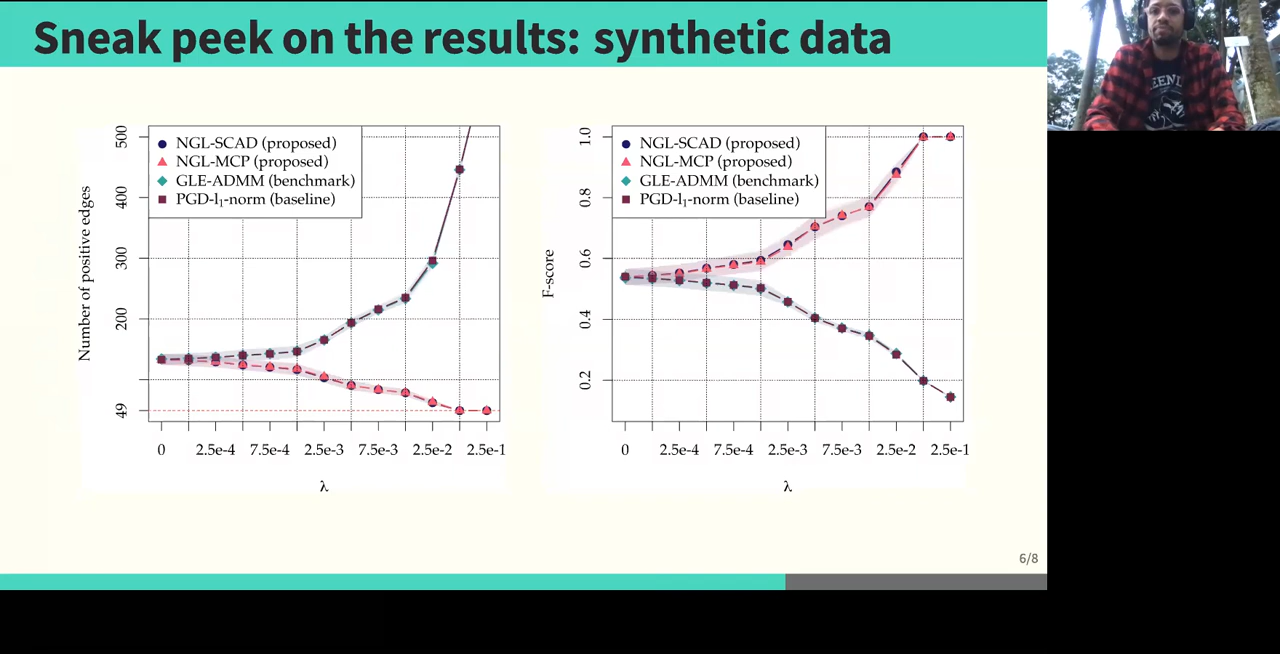 Sneak peek on the results: synthetic data
NGL-SCAD (proposed)
NGL-MCP (proposed)
GLE-ADMM (benchmark)
PGD-l₁-norm (baseline)
Number of positive edges
500
400
300
200
49
0 2.5e-4 7.5e-4 2.5e-3 7.5e-3 2.5e-2 2.5e-1
λ
NGL-SCAD (proposed)
NGL-MCP (proposed)
GLE-ADMM (benchmark)
PGD-l₁-norm (baseline)
F-score
1.0
0.8
0.6
0.4
0.2
0 2.5e-4 7.5e-4 2.5e-3 7.5e-3 2.5e-2 2.5e-1
λ
6/8